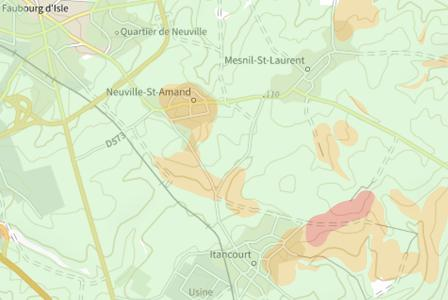 Faubourg d'Isle
Quartier de Neuville
Mesnil-St-Laurent
Neuville-St-Amand
D573
Itancourt
Usine